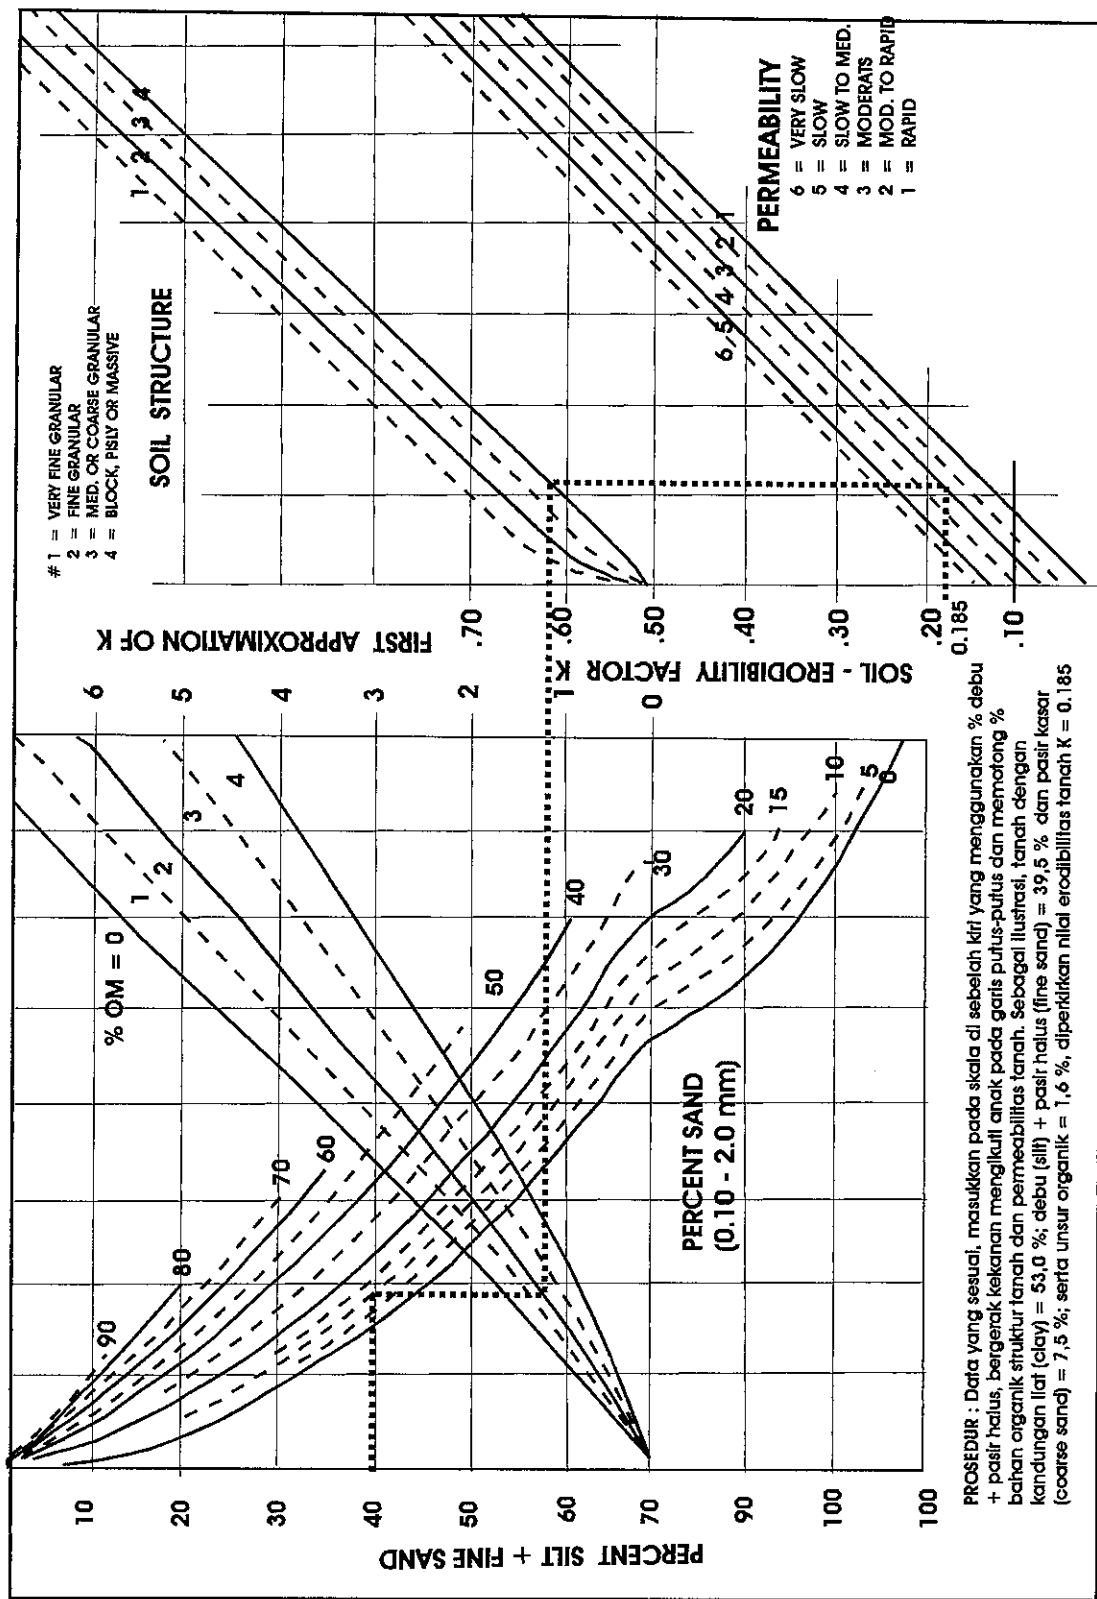 PERCENT SILT + FINE SAND
10
20
30
40
50
60
70
80
90
100
90
80
70
60
50
40
30
20
15
10
5
0
% OM = 0
1
2
3
4
PERCENT SAND
(0.10 - 2.0 mm)
6
5
4
3
2
1
0
FIRST APPROXIMATION OF K
.70
.60
.50
.40
.30
.20
0.185
.10
SOIL - ERODIBILITY FACTOR K
# 1 = VERY FINE GRANULAR
2 = FINE GRANULAR
3 = MED. OR COARSE GRANULAR
4 = BLOCK, PISLY OR MASSIVE
SOIL STRUCTURE
1
2
3
4
6
5
4
3
2
1
PERMEABILITY
6 = VERY SLOW
5 = SLOW
4 = SLOW TO MED.
3 = MODERATS
2 = MOD. TO RAPID
1 = RAPID
PROSEDUR : Data yang sesuai, masukkan pada skala di sebelah kiri yang menggunakan % debu
+ pasir halus, bergerak kekanan mengikuti anak pada garis putus-putus dan memotong %
bahan organik struktur tanah dan permeabilitas tanah. Sebagai ilustrasi, tanah dengan
kandungan liat (clay) = 53,0 %; debu (silt) + pasir halus (fine sand) = 39,5 % dan pasir kasar
(coarse sand) = 7,5 %; serta unsur organik = 1,6 %, diperkirkan nilai erodibilitas tanah K = 0.185